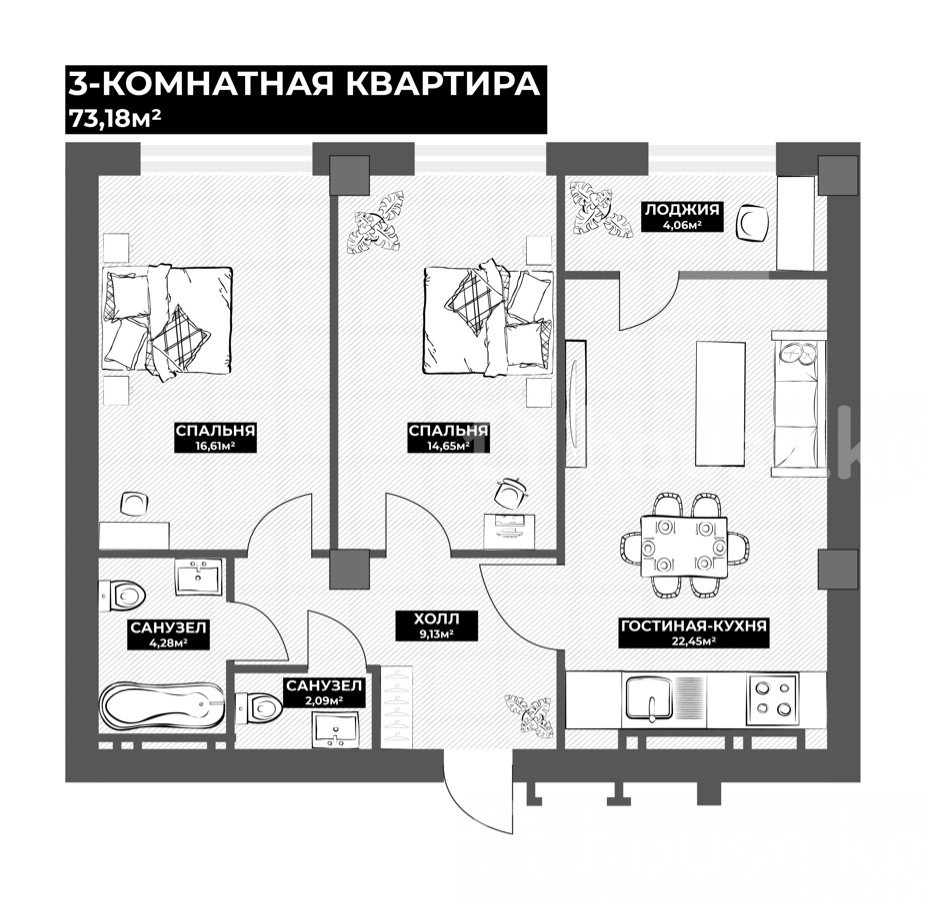 3-КОМНАТНАЯ КВАРТИРА
73,18м²
ЛОДЖИЯ
4,06м²
СПАЛЬНЯ
16,61м²
СПАЛЬНЯ
14,65м²
ХОЛЛ
9,13м²
ГОСТИНАЯ-КУХНЯ
22,45м²
САНУЗЕЛ
4,28м²
САНУЗЕЛ
2,09м²